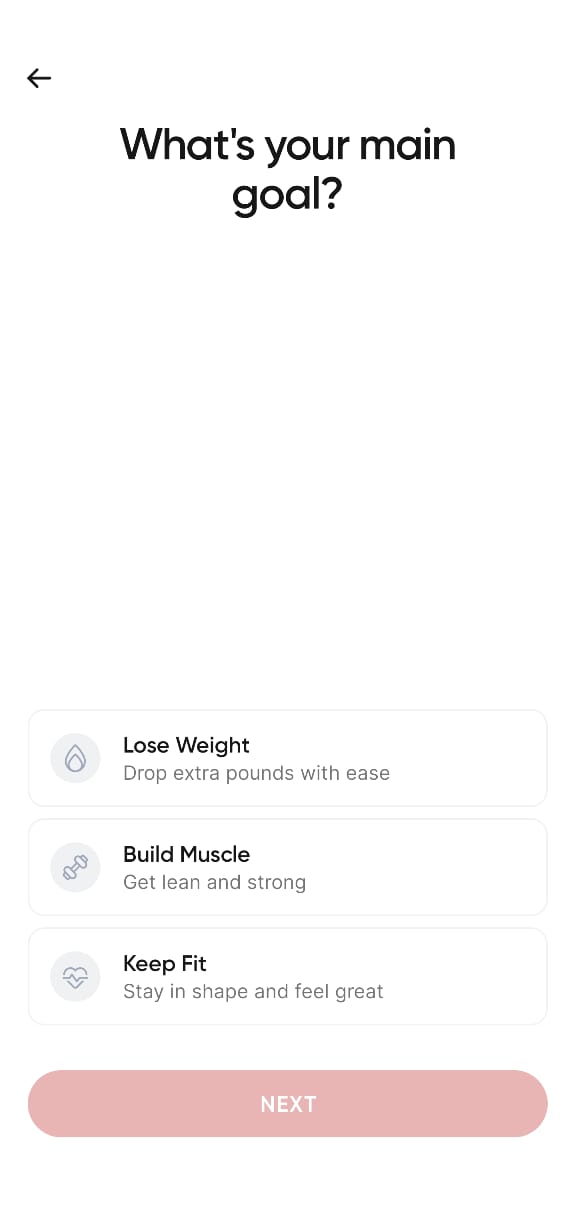 What's your main
goal?
Lose Weight
Drop extra pounds with ease
Build Muscle
Get lean and strong
Keep Fit
Stay in shape and feel great
NEXT